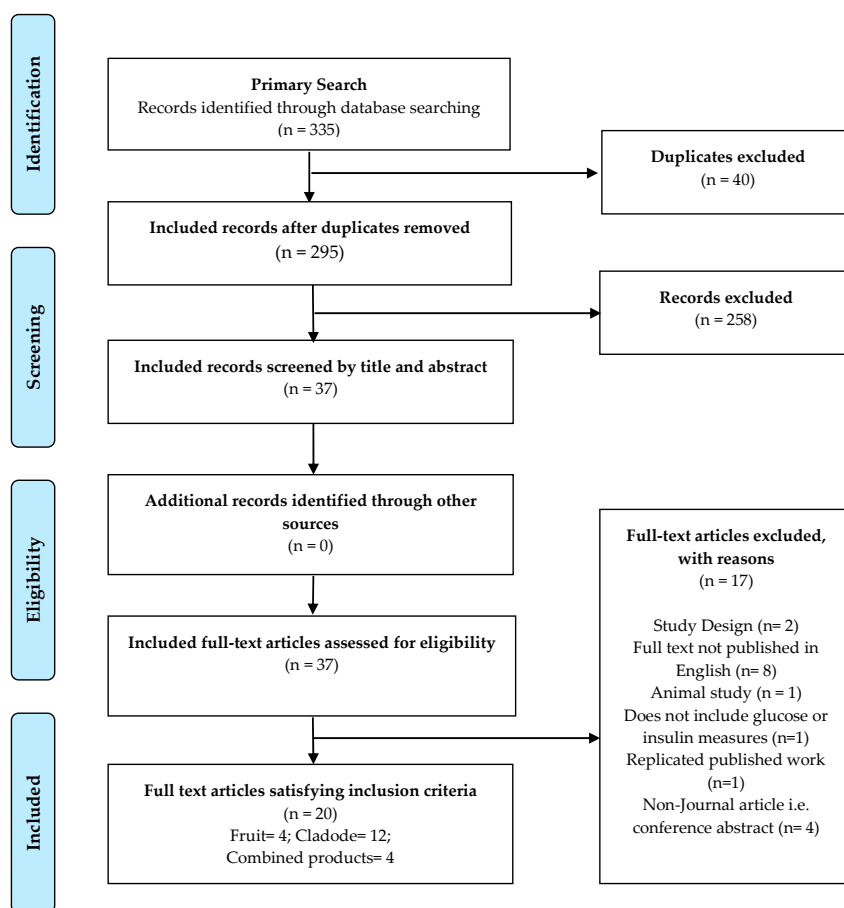 Identification
Primary Search
Records identified through database searching
(n = 335)
Duplicates excluded
(n = 40)
Included records after duplicates removed
(n = 295)
Screening
Records excluded
(n = 258)
Included records screened by title and abstract
(n = 37)
Eligibility
Additional records identified through other
sources
(n = 0)
Included full-text articles assessed for eligibility
(n = 37)
Full-text articles excluded,
with reasons
(n = 17)
Study Design (n= 2)
Full text not published in
English (n= 8)
Animal study (n = 1)
Does not include glucose or
insulin measures (n=1)
Replicated published work
(n=1)
Non-Journal article i.e.
conference abstract (n= 4)
Included
Full text articles satisfying inclusion criteria
(n = 20)
Fruit= 4; Cladode= 12;
Combined products= 4